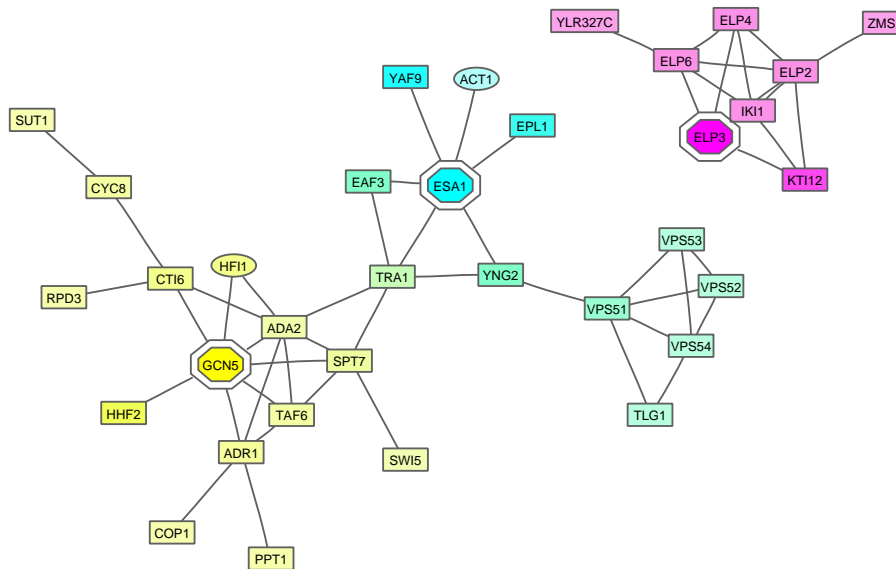 YLR327C
ELP4
ZMS
ELP6
ELP2
YAF9
ACT1
IKI1
SUT1
EPL1
ELP3
CYC8
EAF3
ESA1
KTI12
VPS53
CTI6
HFI1
TRA1
YNG2
VPS52
RPD3
VPS51
ADA2
VPS54
GCN5
SPT7
HHF2
TAF6
TLG1
ADR1
SWI5
COP1
PPT1